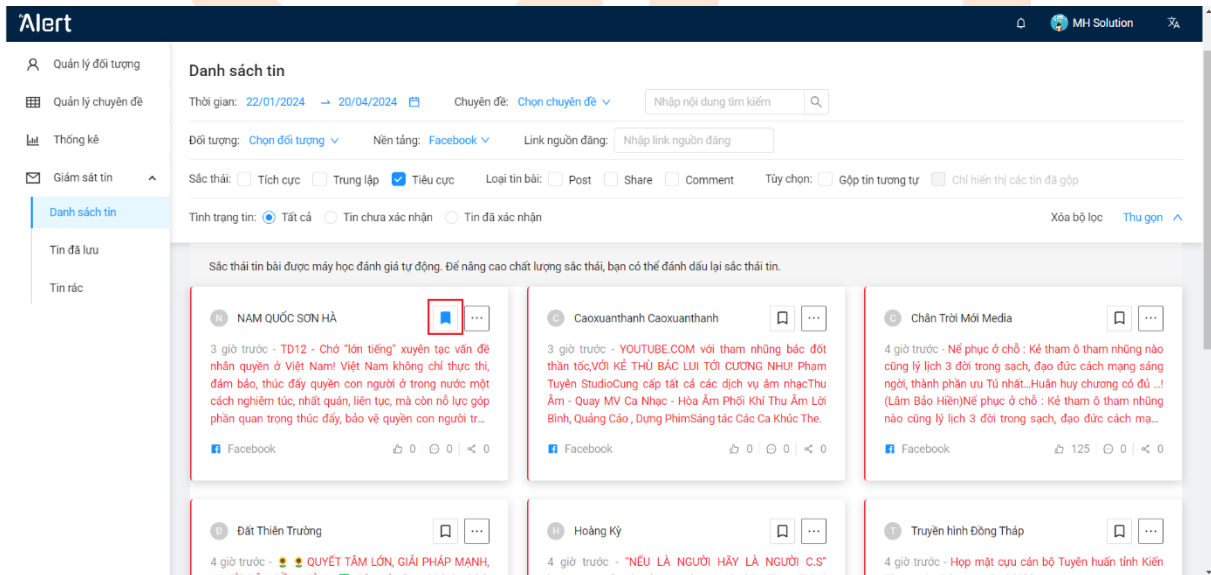 Alert
MH Solution
Quản lý đối tượng
Quản lý chuyên đề
Thống kê
Giám sát tin
Danh sách tin
Tin đã lưu
Tin rác
Danh sách tin
Thời gian: 22/01/2024 → 20/04/2024 Chuyên đề: Chọn chuyên đề Nhập nội dung tìm kiếm
Đối tượng: Chọn đối tượng Nền tảng: Facebook Link nguồn đăng: Nhập link nguồn đăng
Sắc thái: Tích cực Trung lập Tiêu cực Loại tin bài: Post Share Comment Tùy chọn: Gộp tin tương tự Chỉ hiển thị các tin đã gộp
Tình trạng tin: Tất cả Tin chưa xác nhận Tin đã xác nhận Xóa bộ lọc Thu gọn
Sắc thái tin bài được máy học đánh giá tự động. Để nâng cao chất lượng sắc thái, bạn có thể đánh dấu lại sắc thái tin.
N NAM QUỐC SƠN HÀ
3 giờ trước - TD12 - Chớ "lớn tiếng" xuyên tạc vấn đề
nhân quyền ở Việt Nam! Việt Nam không chỉ thực thi,
đảm bảo, thúc đẩy quyền con người ở trong nước một
cách nghiêm túc, nhất quán, liên tục, mà còn nỗ lực góp
phần quan trọng thúc đẩy, bảo vệ quyền con người tr...
Facebook 0 0 0
C Caoxuanthanh Caoxuanthanh
3 giờ trước - YOUTUBE.COM với tham nhũng bác đốt
thần tốc,VỚI KẺ THÙ BÁC LUI TỚI CƯƠNG NHU! Phạm
Tuyên StudioCung cấp tất cả các dịch vụ âm nhạcThu
Âm - Quay MV Ca Nhạc - Hòa Âm Phối Khí Thu Âm Lời
Bình, Quảng Cáo , Dựng PhimSáng tác Các Ca Khúc The.
Facebook 0 0 0
C Chân Trời Mới Media
4 giờ trước - Nể phục ở chỗ : Kẻ tham ô tham nhũng nào
cũng lý lịch 3 đời trong sạch, đạo đức cách mạng sáng
ngời, thành phần ưu Tú nhất...Huân huy chương có đủ ...!
(Lâm Bảo Hiền)Nể phục ở chỗ : Kẻ tham ô tham nhũng
nào cũng lý lịch 3 đời trong sạch, đạo đức cách mạ...
Facebook 125 0 0
Đ Đất Thiên Trường
4 giờ trước - QUYẾT TÂM LỚN, GIẢI PHÁP MẠNH,
H Hoàng Kỳ
4 giờ trước - "NẾU LÀ NGƯỜI HÃY LÀ NGƯỜI C.S"
T Truyền hình Đồng Tháp
4 giờ trước - Họp mặt cựu cán bộ Tuyên huấn tỉnh Kiến